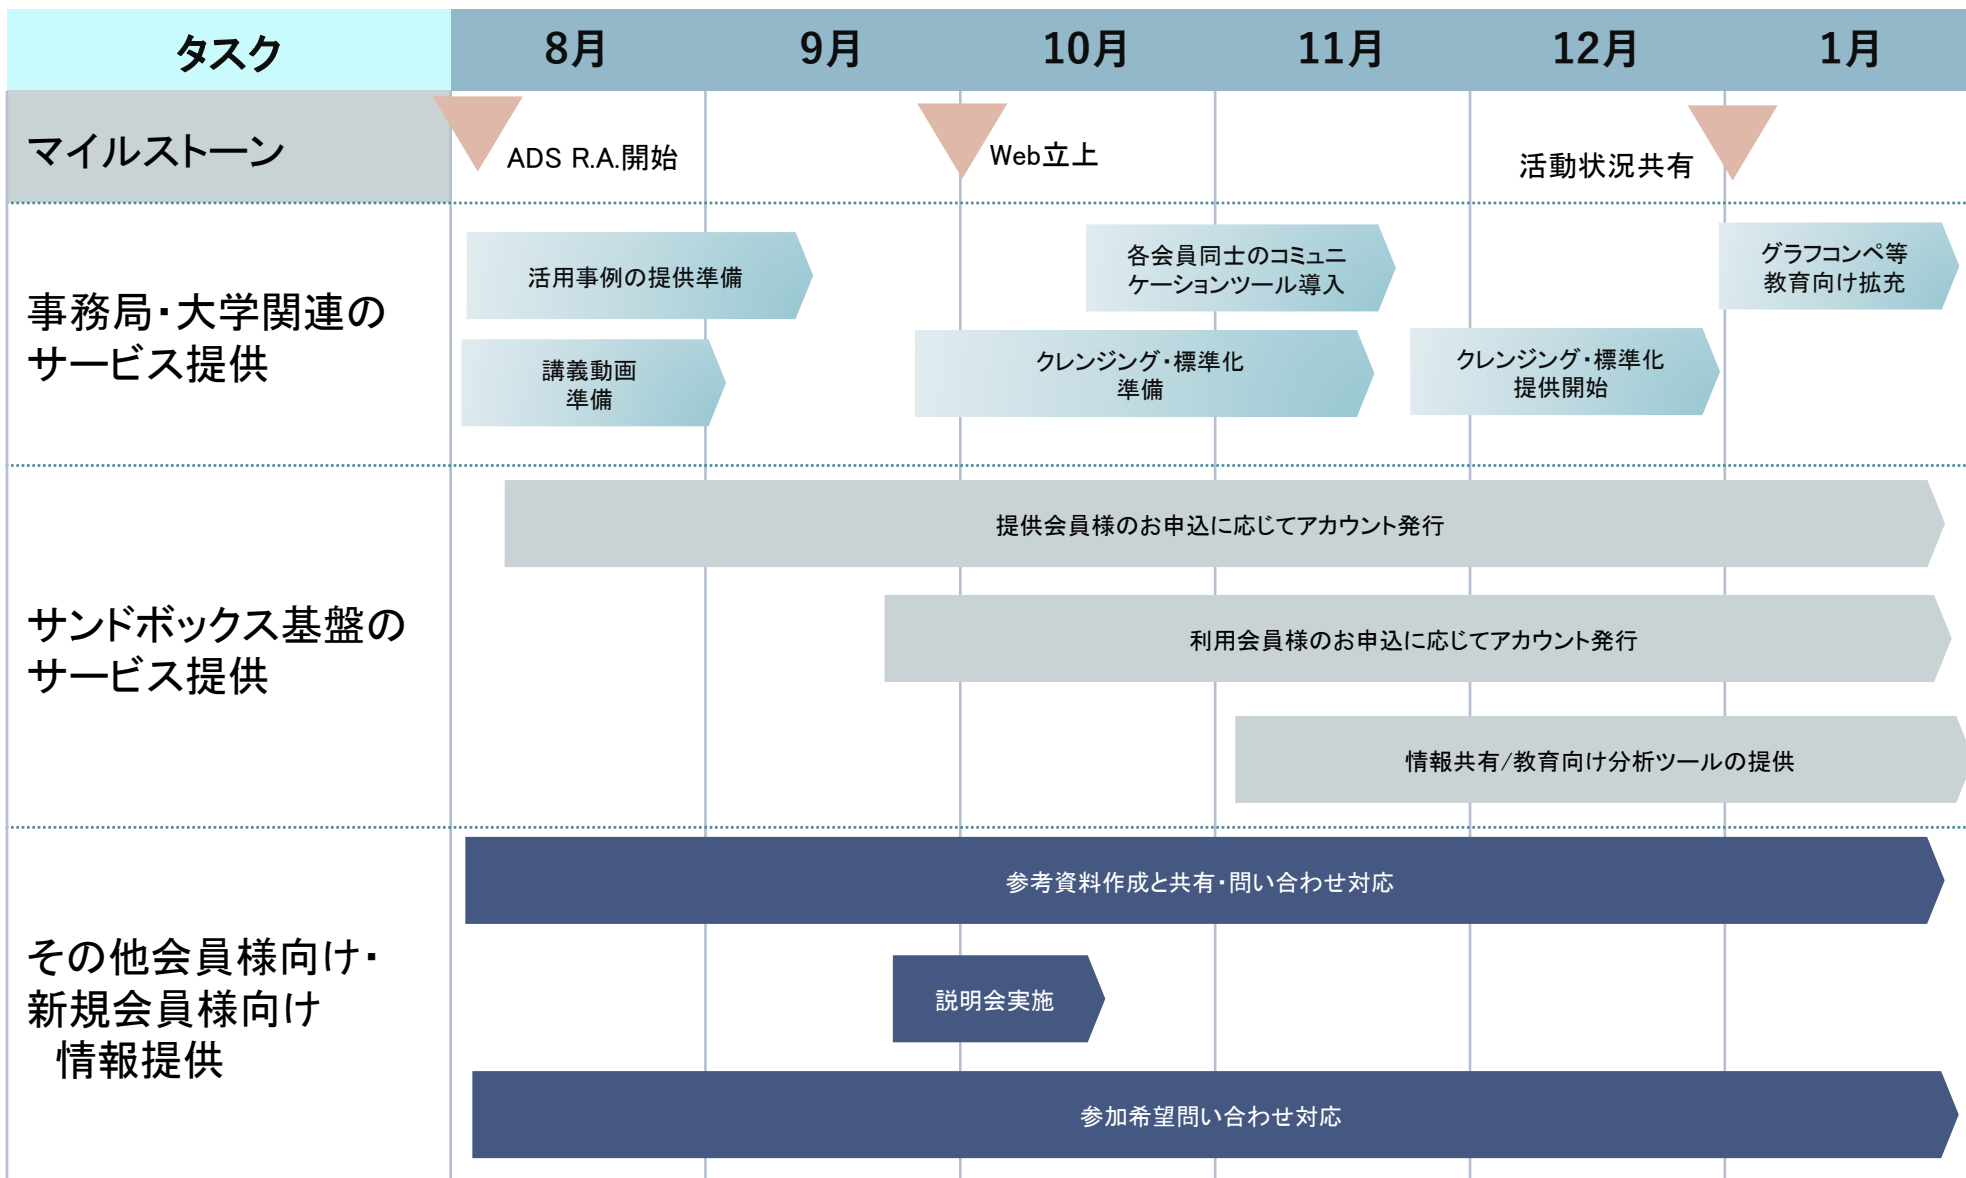 タスク
8月
9月
10月
11月
12月
1月
マイルストーン
ADS R.A.開始
Web立上
活動状況共有
事務局・大学関連の
サービス提供
活用事例の提供準備
各会員同士のコミュニ
ケーションツール導入
グラフコンペ等
教育向け拡充
講義動画
準備
クレンジング・標準化
準備
クレンジング・標準化
提供開始
サンドボックス基盤の
サービス提供
提供会員様のお申込に応じてアカウント発行
利用会員様のお申込に応じてアカウント発行
情報共有/教育向け分析ツールの提供
その他会員様向け・
新規会員様向け
情報提供
参考資料作成と共有・問い合わせ対応
説明会実施
参加希望問い合わせ対応